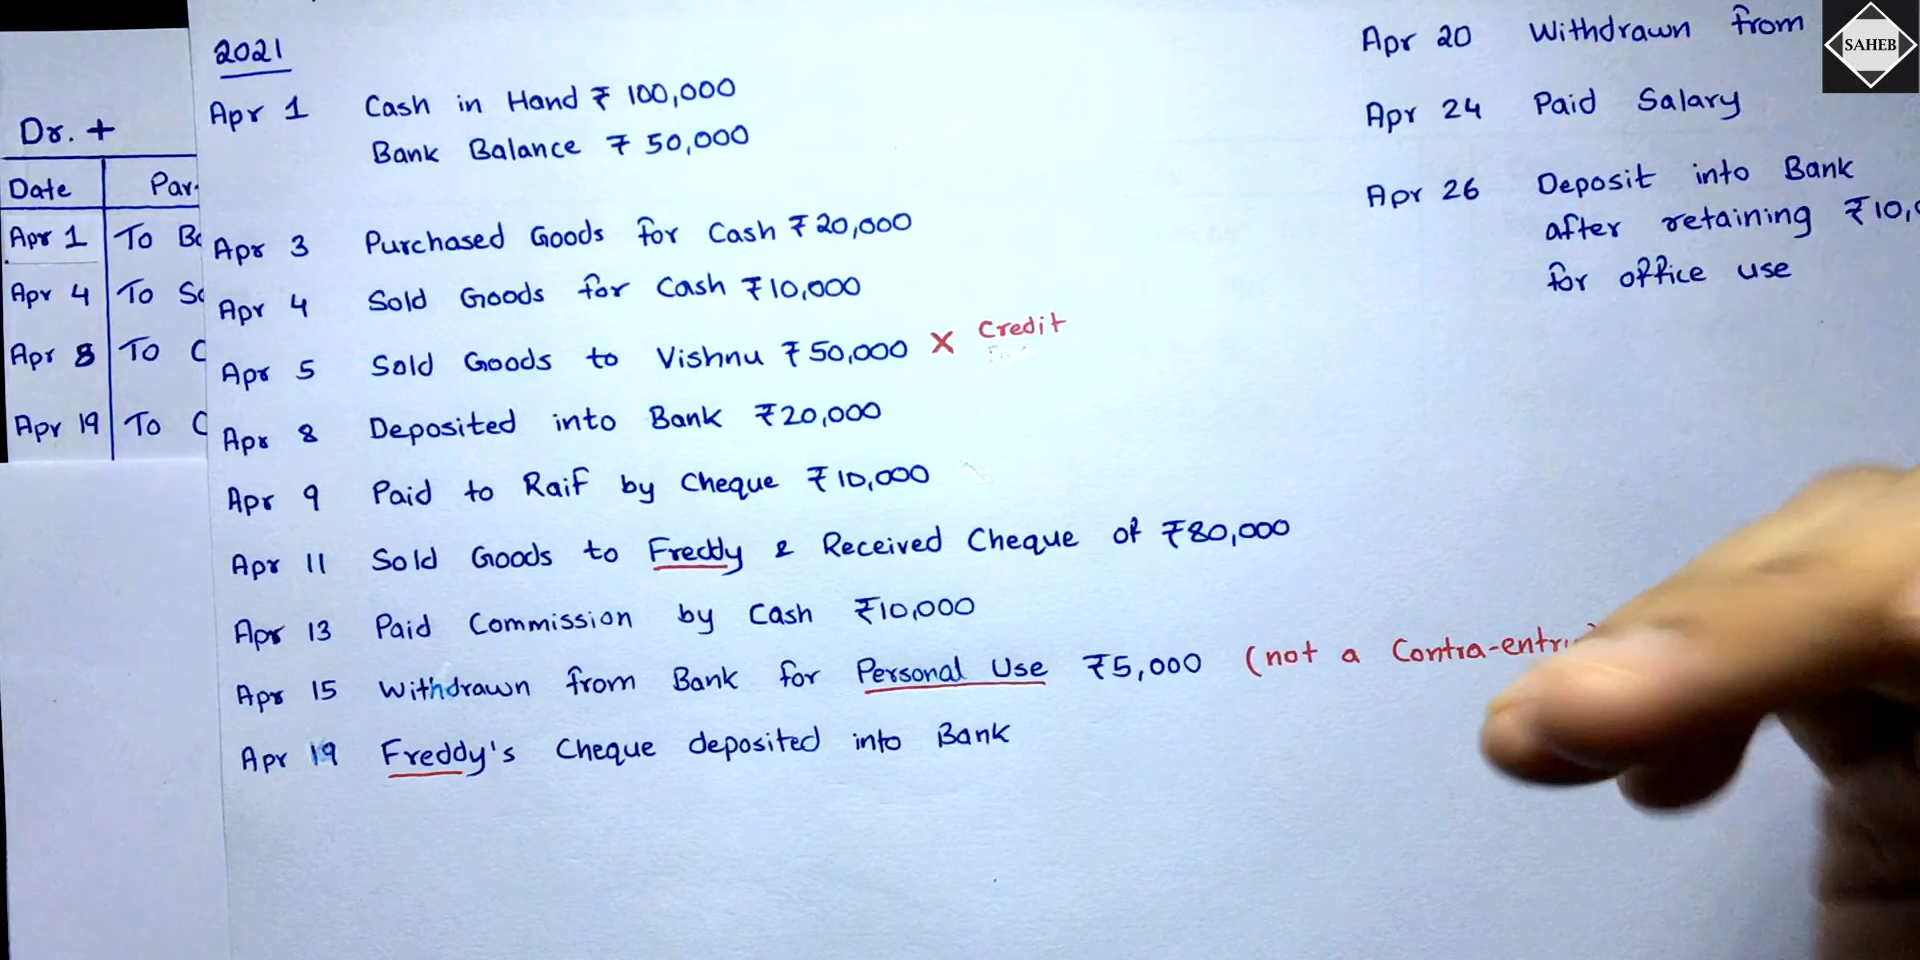 SAHEB
Dr. +
Date Par
Apr 1 To Ba
Apr 4 To Sa
Apr 8 To C
Apr 19 To C
2021
Apr 1 Cash in Hand ₹ 100,000
Bank Balance ₹ 50,000
Apr 3 Purchased Goods for Cash ₹20,000
Apr 4 Sold Goods for Cash ₹10,000
Apr 5 Sold Goods to Vishnu ₹50,000 X Credit
Apr 8 Deposited into Bank ₹20,000
Apr 9 Paid to Raif by Cheque ₹10,000
Apr 11 Sold Goods to Freddy & Received Cheque of ₹80,000
Apr 13 Paid Commission by Cash ₹10,000
Apr 15 Withdrawn from Bank for Personal Use ₹5,000 (not a Contra-entry)
Apr 19 Freddy's Cheque deposited into Bank
Apr 20 Withdrawn from
Apr 24 Paid Salary
Apr 26 Deposit into Bank
after retaining ₹10,0
for office use